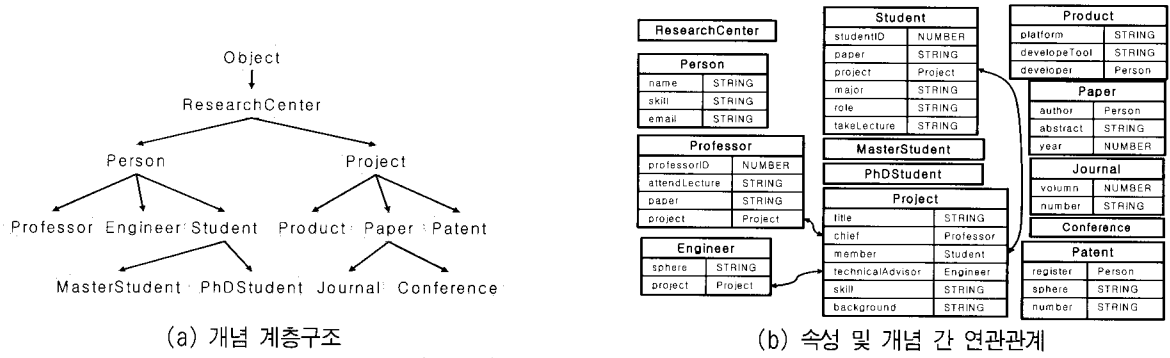 Object
ResearchCenter
Person Project
Professor Engineer Student Product Paper Patent
MasterStudent PhDStudent Journal Conference
(a) 개념 계층구조
ResearchCenter
Person
name STRING
skill STRING
email STRING
Professor
professorID NUMBER
attendLecture STRING
paper STRING
project Project
Engineer
sphere STRING
project Project
Student
studentID NUMBER
paper STRING
project Project
major STRING
role STRING
takeLecture STRING
MasterStudent
PhDStudent
Project
title STRING
chief Professor
member Student
technicalAdvisor Engineer
skill STRING
background STRING
Product
platform STRING
developeTool STRING
developer Person
Paper
author Person
abstract STRING
year NUMBER
Journal
volumn NUMBER
number STRING
Conference
Patent
register Person
sphere STRING
number STRING
(b) 속성 및 개념 간 연관관계